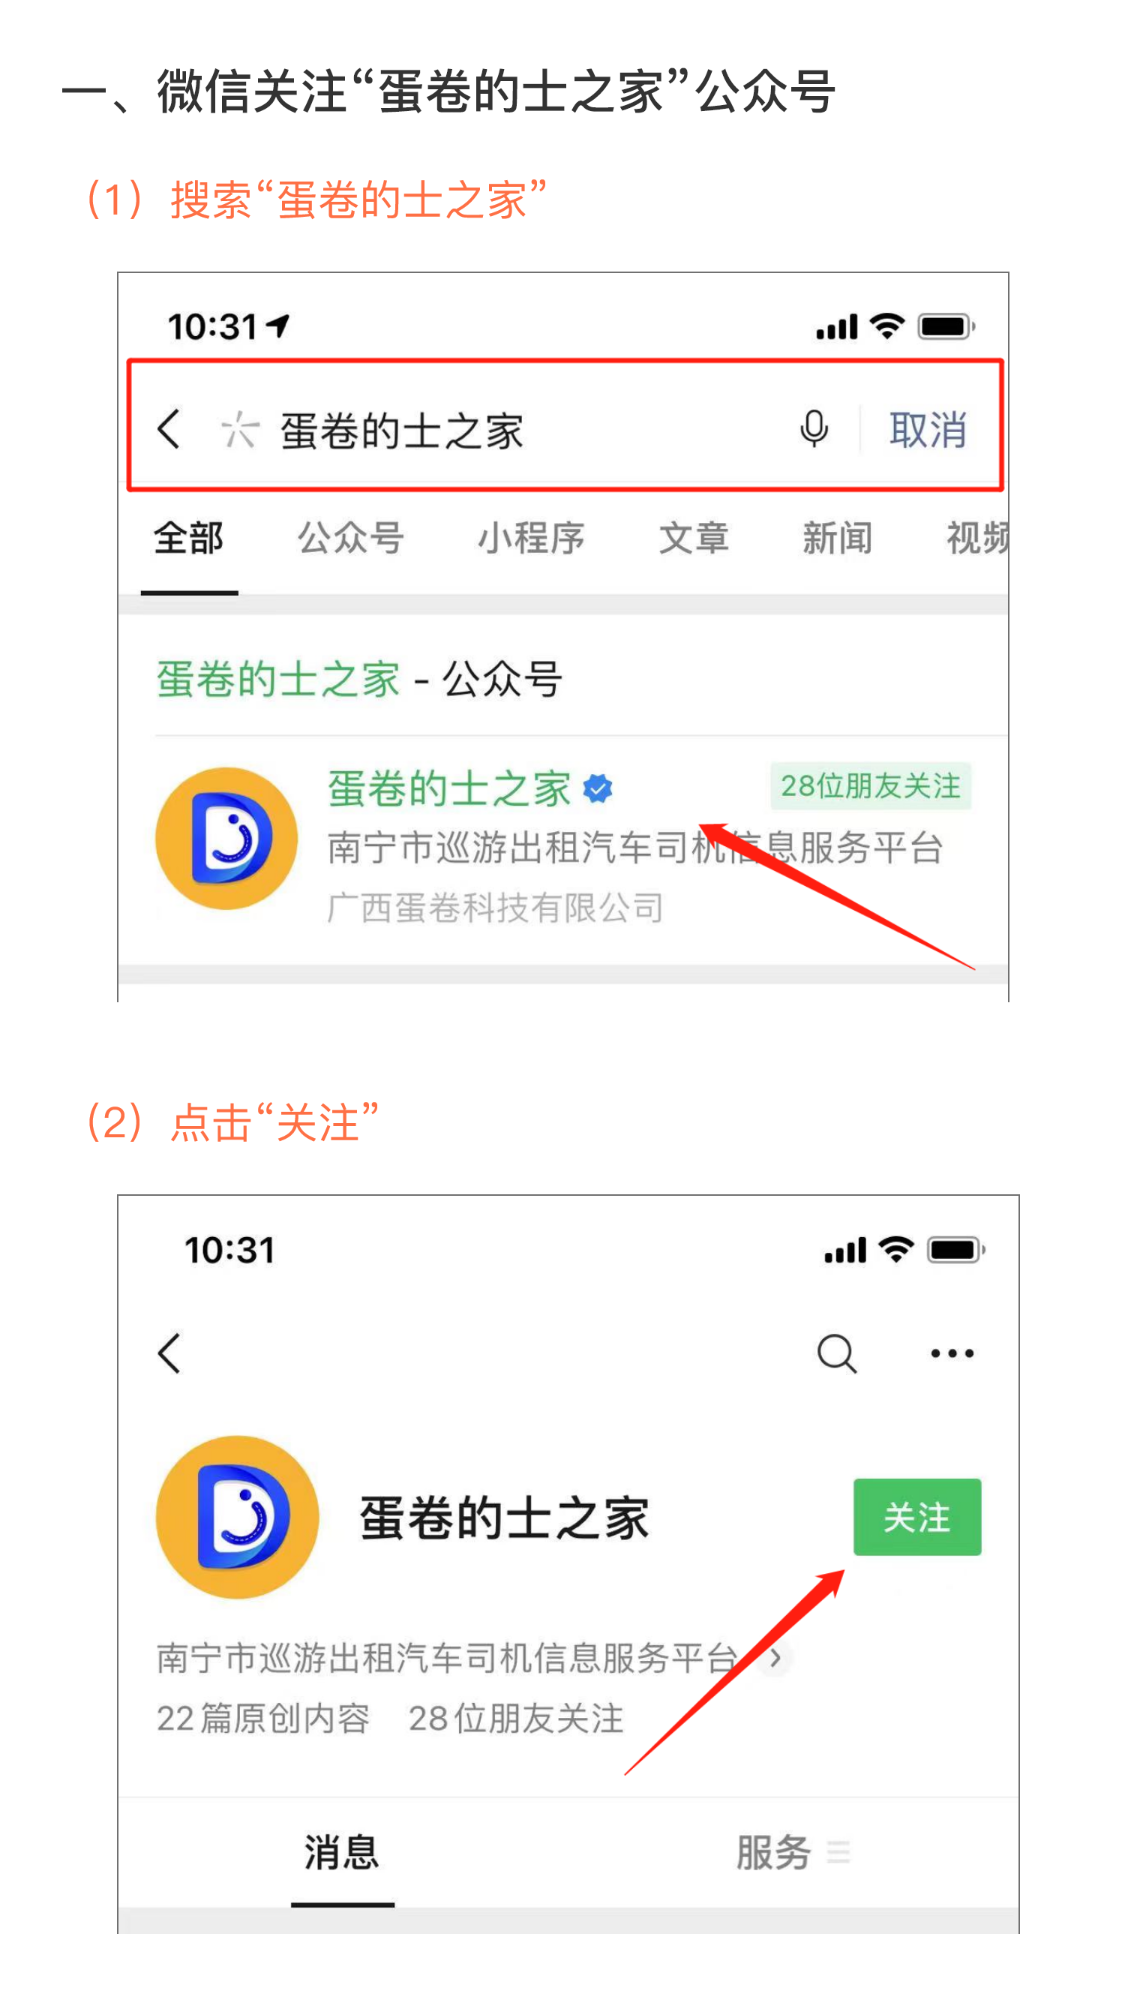 一、微信关注“蛋卷的士之家”公众号
（1）搜索“蛋卷的士之家”
10:31
蛋卷的士之家 取消
全部 公众号 小程序 文章 新闻 视频
蛋卷的士之家 - 公众号
蛋卷的士之家 28位朋友关注
南宁市巡游出租汽车司机信息服务平台
广西蛋卷科技有限公司
（2）点击“关注”
10:31
蛋卷的士之家 关注
南宁市巡游出租汽车司机信息服务平台
22篇原创内容 28位朋友关注
消息 服务